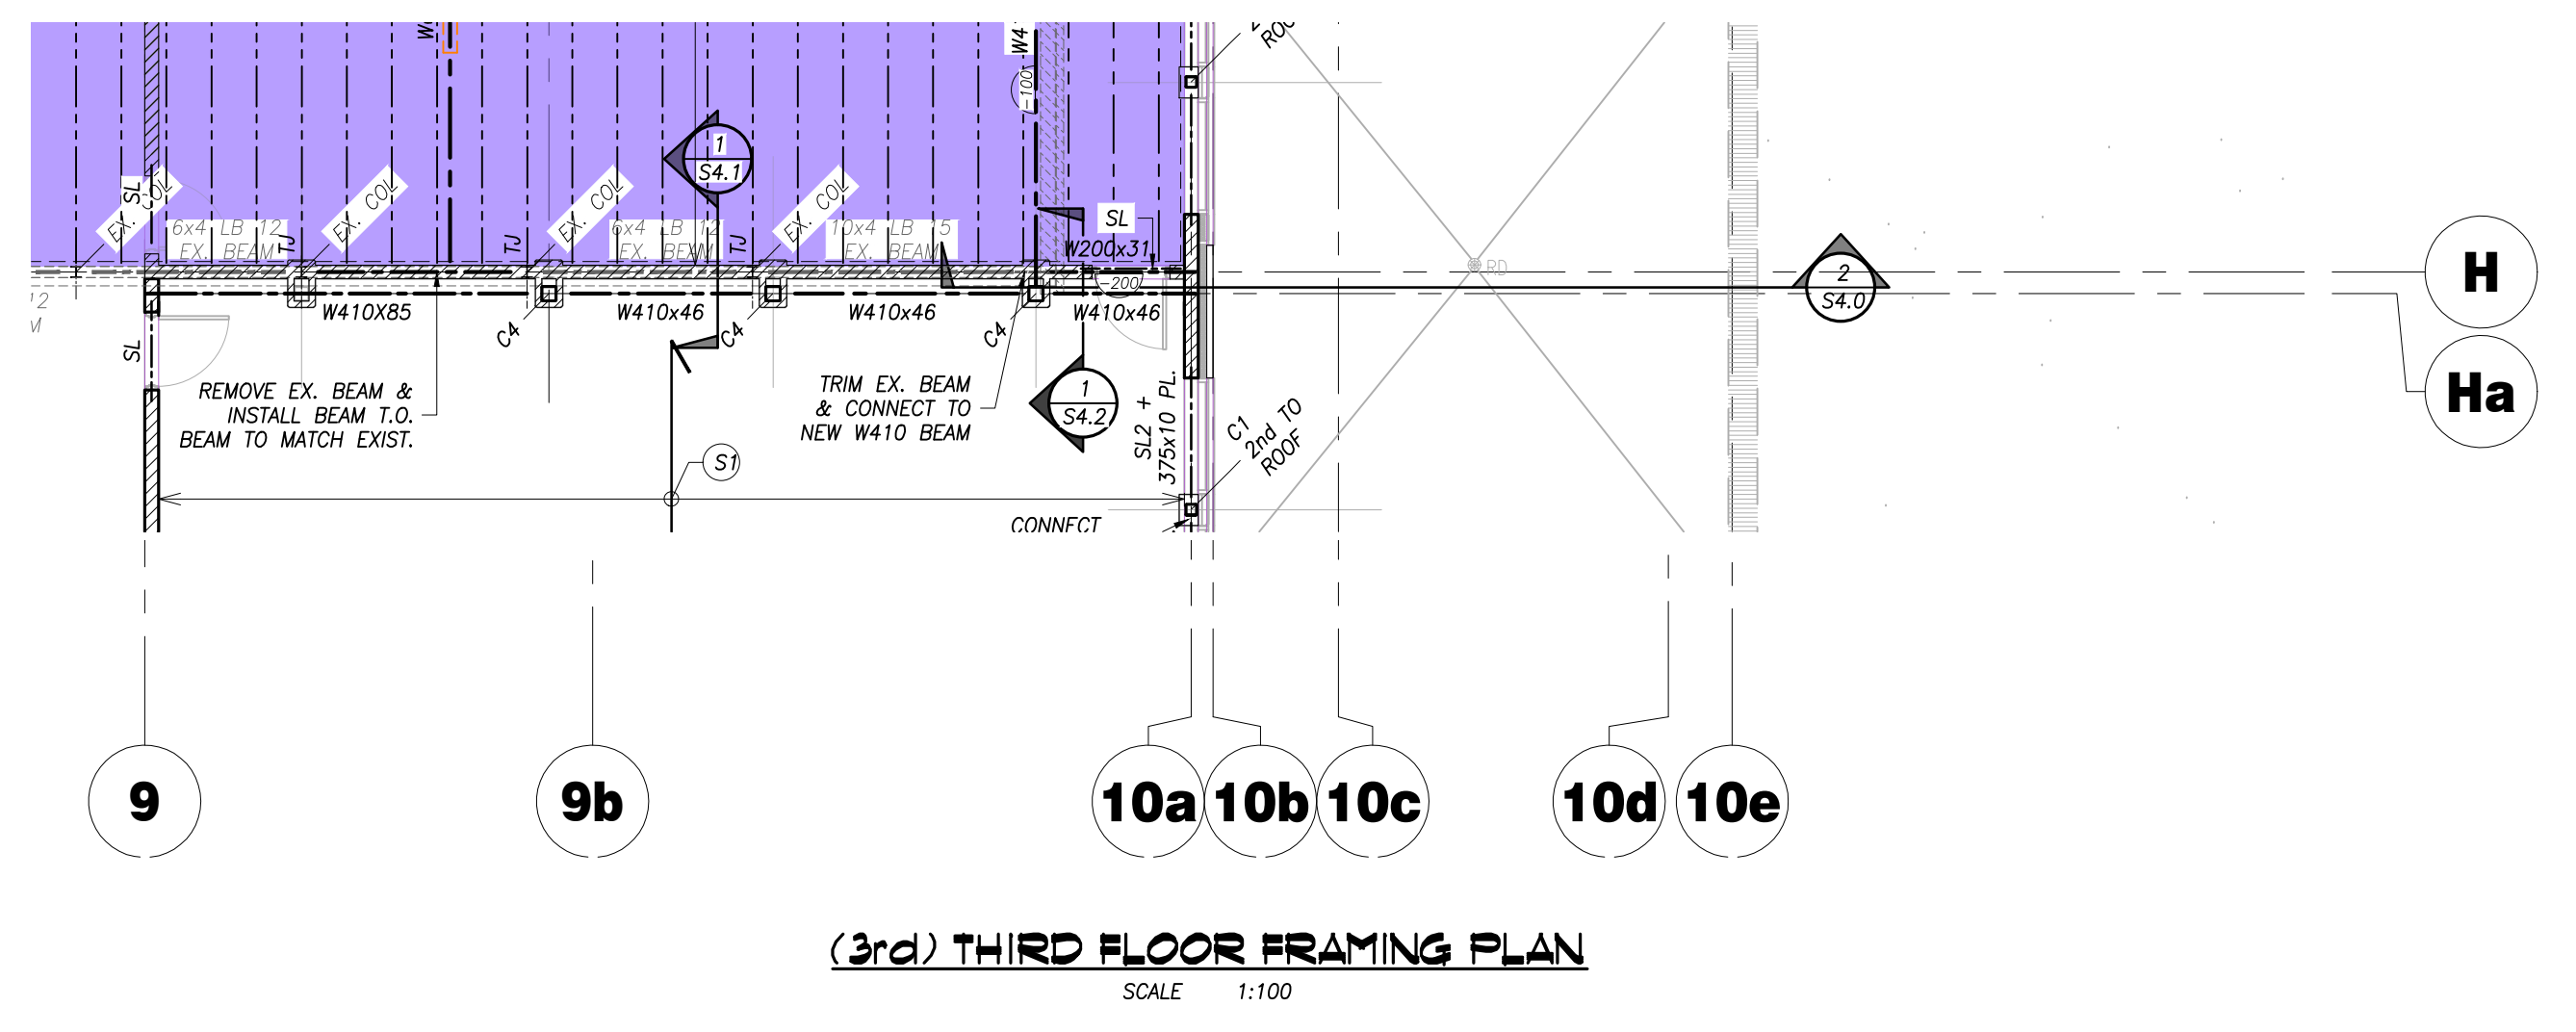 ROO
W4
-100
1
S4.1
SL
EX. COL
EX. COL
EX. COL
EX. COL
6x4 LB 12
EX. BEAM
TJ
TJ
6x4 LB 12
EX. BEAM
TJ
10x4 LB 15
EX. BEAM
SL
W200x31
-200
RD
2
S4.0
H
Ha
W410X85
W410x46
W410x46
W410x46
C4
C4
C4
SL
REMOVE EX. BEAM &
INSTALL BEAM T.O.
BEAM TO MATCH EXIST.
TRIM EX. BEAM
& CONNECT TO
NEW W410 BEAM
1
S4.2
SL2 +
375x10 PL.
C1
2nd TO
ROOF
S1
CONNECT
9
9b
10a
10b
10c
10d
10e
(3rd) THIRD FLOOR FRAMING PLAN
SCALE 1:100